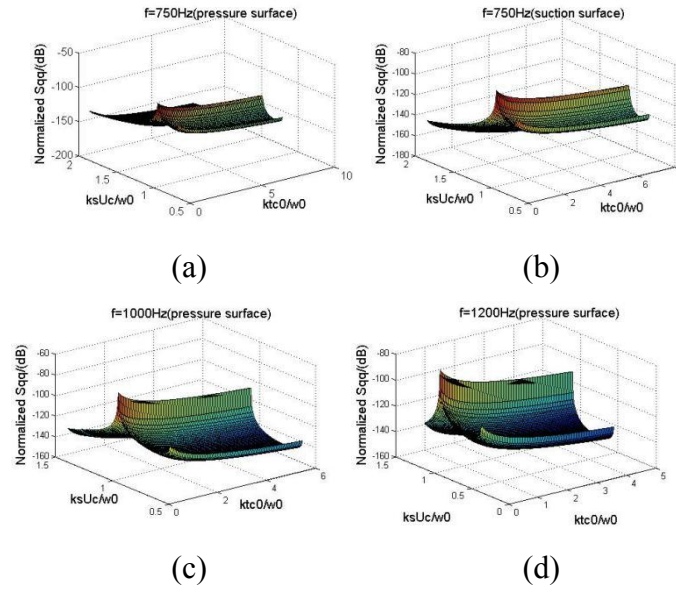 f=750Hz(pressure surface)
Normalized Sqq/(dB)
-50
-100
-150
-200
2
1.5
1
0.5
ksUc/w0
0
5
10
ktc0/w0
(a)
f=750Hz(suction surface)
Normalized Sqq/(dB)
-80
-100
-120
-140
-160
-180
2
1.5
1
0.5
ksUc/w0
0
2
4
6
ktc0/w0
(b)
f=1000Hz(pressure surface)
Normalized Sqq/(dB)
-60
-80
-100
-120
-140
-160
1.5
1
0.5
ksUc/w0
0
2
4
6
ktc0/w0
(c)
f=1200Hz(pressure surface)
Normalized Sqq/(dB)
-80
-100
-120
-140
-160
1.5
1
0.5
ksUc/w0
0
1
2
3
4
5
ktc0/w0
(d)